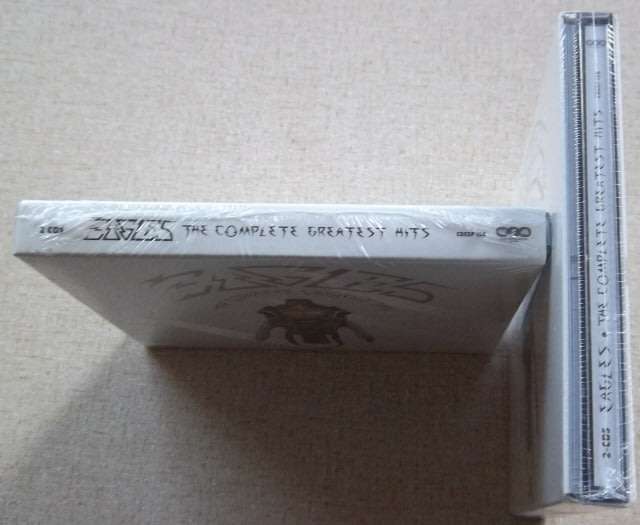 2 CDS EAGLES THE COMPLETE GREATEST HITS
EAGLES
2-CDS EAGLES • THE COMPLETE GREATEST HITS